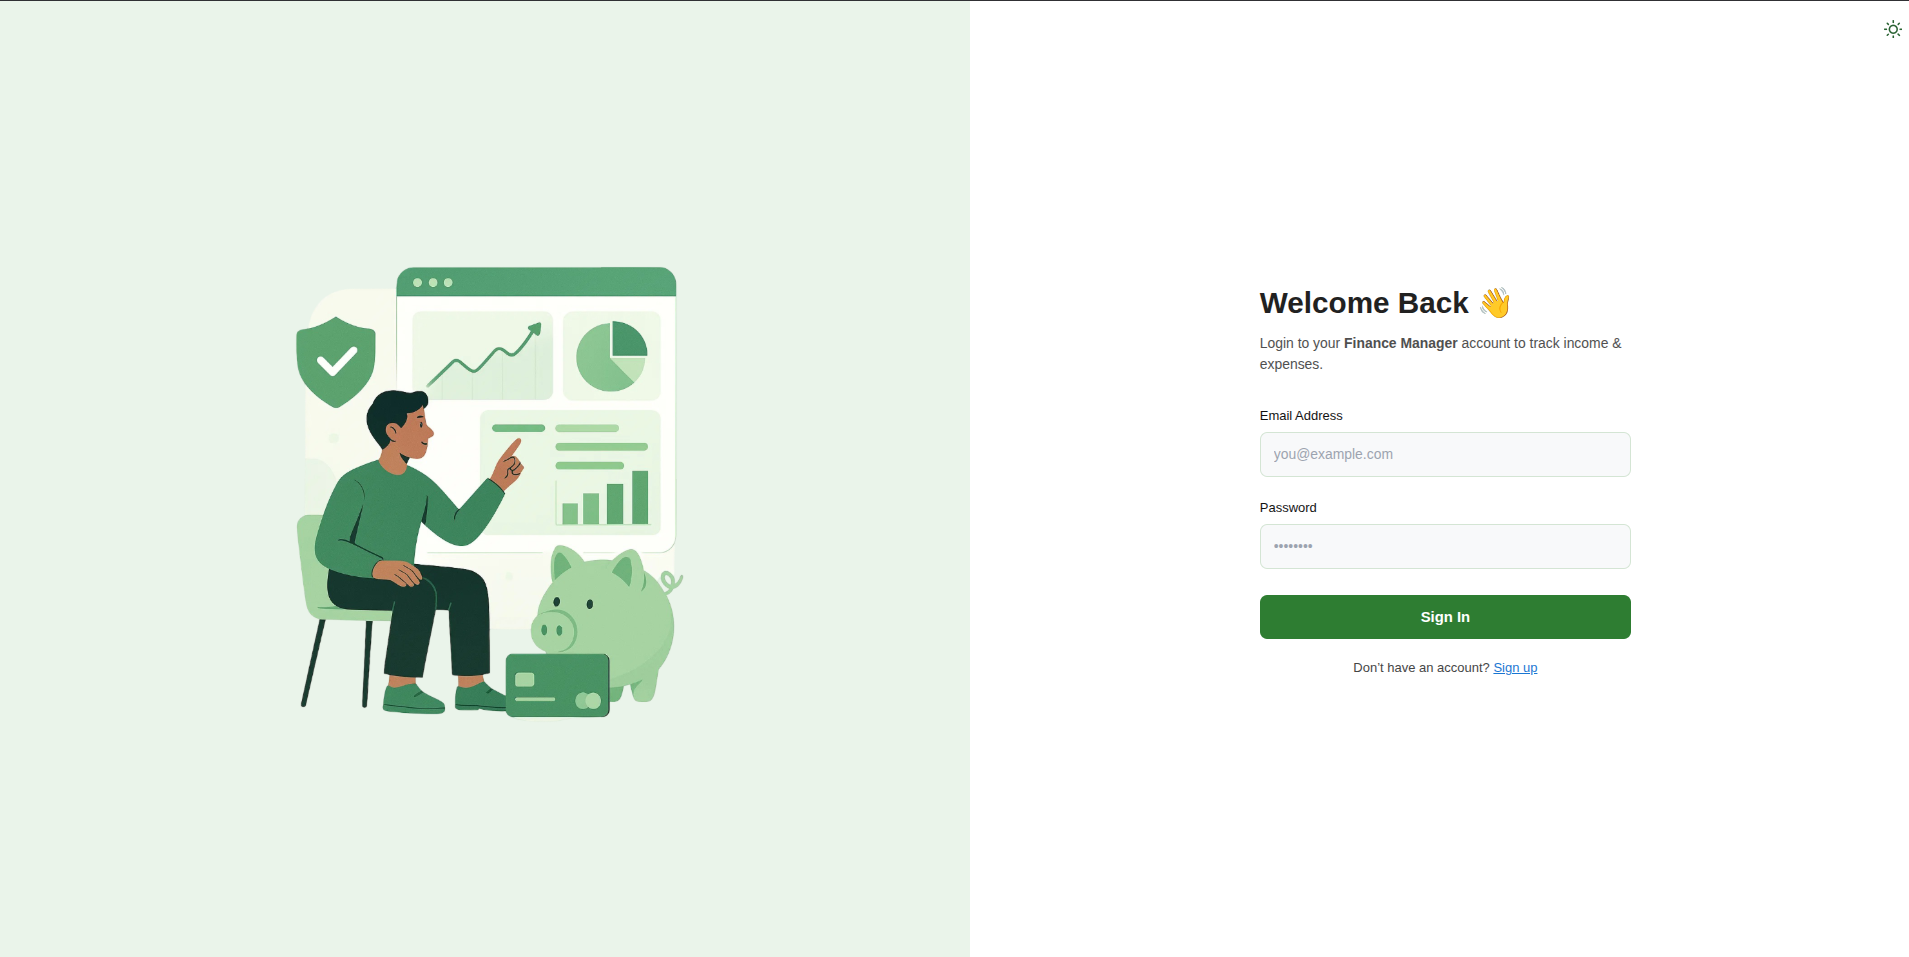 Welcome Back 👋
Login to your Finance Manager account to track income &
expenses.
Email Address
you@example.com
Password
••••••••
Sign In
Don’t have an account? Sign up